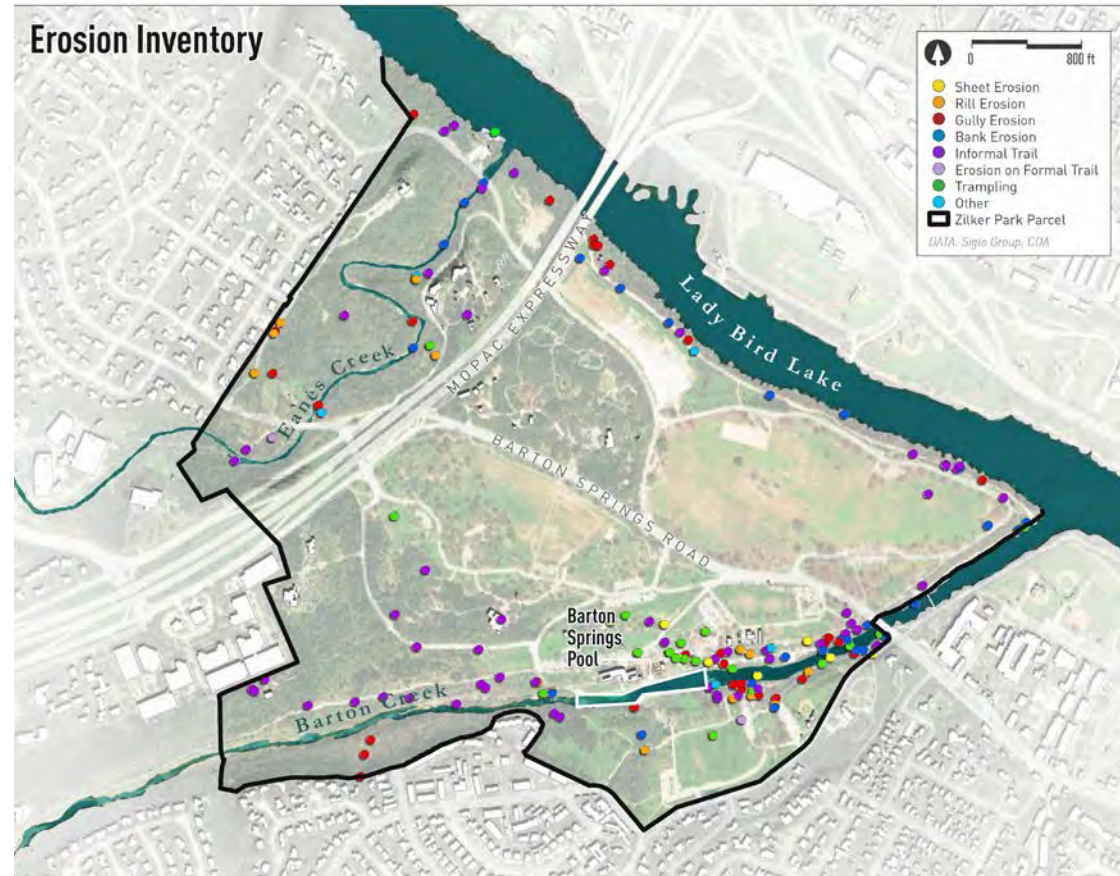 Erosion Inventory
0 800 ft
Sheet Erosion
Rill Erosion
Gully Erosion
Bank Erosion
Informal Trail
Erosion on Formal Trail
Trampling
Other
Zilker Park Parcel
DATA: Siglo Group, COA
MOPAC EXPRESSWAY
Lady Bird Lake
Eanes Creek
BARTON SPRINGS ROAD
Barton
Springs
Pool
Barton Creek